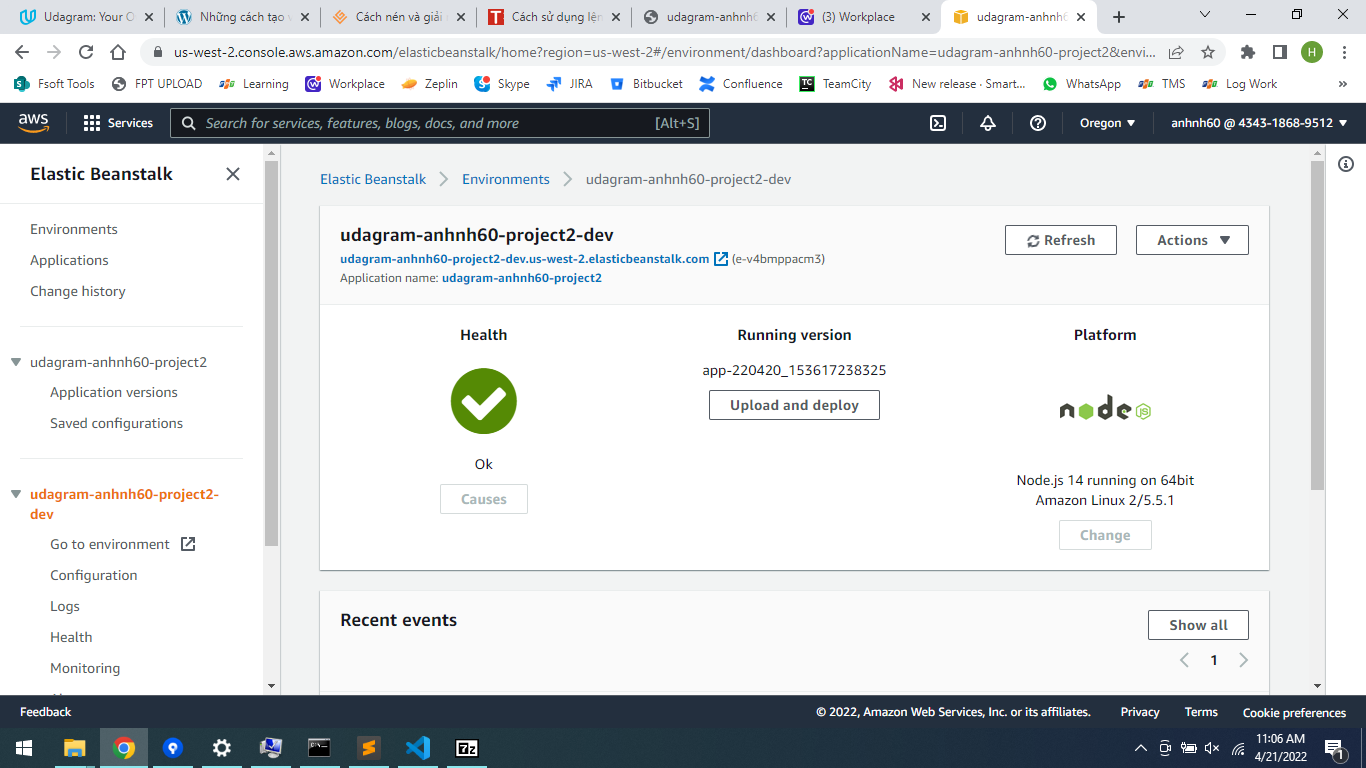 Udagram: Your O
Những cách tạo
Cách nén và giải
Cách sử dụng lện
udagram-anhnh6
(3) Workplace
udagram-anhnh6
us-west-2.console.aws.amazon.com/elasticbeanstalk/home?region=us-west-2#/environment/dashboard?applicationName=udagram-anhnh60-project2&envi...
H
Fsoft Tools
FPT UPLOAD
Learning
Workplace
Zeplin
Skype
JIRA
Bitbucket
Confluence
TeamCity
New release · Smart...
WhatsApp
TMS
Log Work
»
aws
Services
Search for services, features, blogs, docs, and more
[Alt+S]
Oregon
anhnh60 @ 4343-1868-9512
Elastic Beanstalk
Environments
Applications
Change history
udagram-anhnh60-project2
Application versions
Saved configurations
udagram-anhnh60-project2-
dev
Go to environment
Configuration
Logs
Health
Monitoring
Elastic Beanstalk
Environments
udagram-anhnh60-project2-dev
udagram-anhnh60-project2-dev
udagram-anhnh60-project2-dev.us-west-2.elasticbeanstalk.com (e-v4bmppacm3)
Application name: udagram-anhnh60-project2
Refresh
Actions
Health
Ok
Causes
Running version
app-220420_153617238325
Upload and deploy
Platform
node
JS
Node.js 14 running on 64bit
Amazon Linux 2/5.5.1
Change
Recent events
Show all
1
Feedback
© 2022, Amazon Web Services, Inc. or its affiliates.
Privacy
Terms
Cookie preferences
7z
11:06 AM
4/21/2022
1